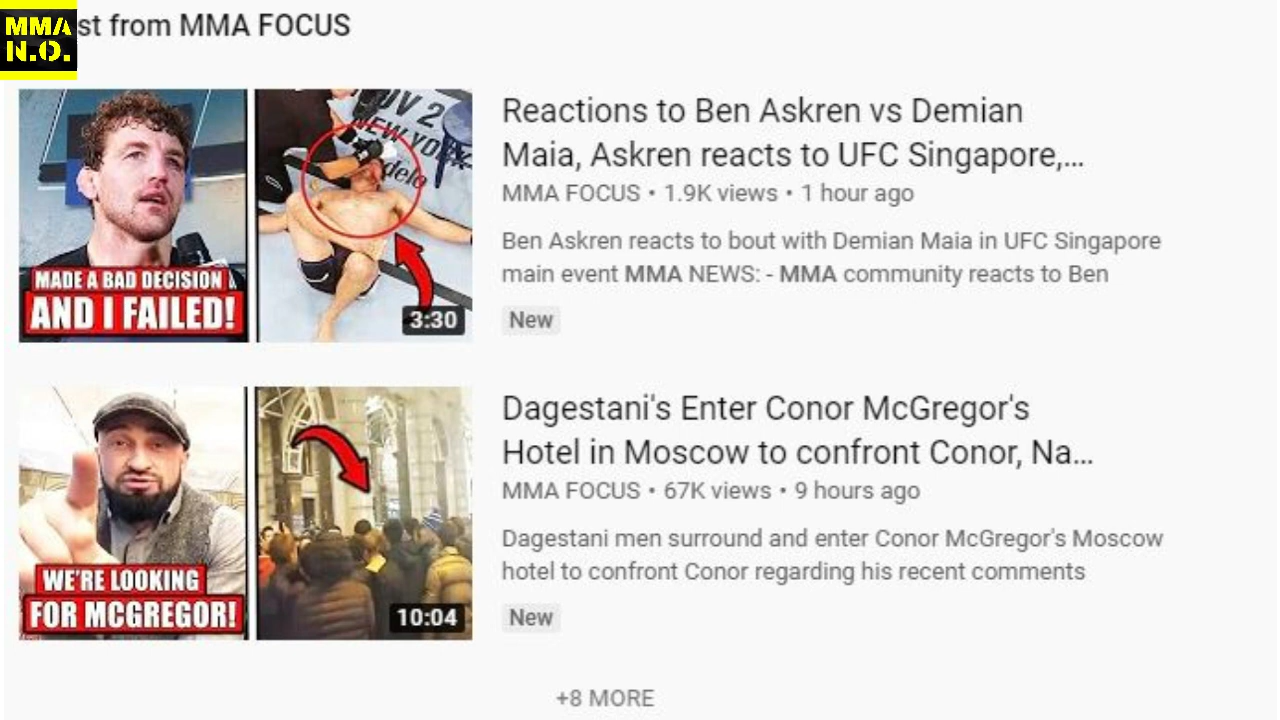 MMA
N.O.
st from MMA FOCUS
NOV 2
NEW YORK
delo
MADE A BAD DECISION &
AND I FAILED!
3:30
Reactions to Ben Askren vs Demian
Maia, Askren reacts to UFC Singapore,...
MMA FOCUS • 1.9K views • 1 hour ago
Ben Askren reacts to bout with Demian Maia in UFC Singapore
main event MMA NEWS: - MMA community reacts to Ben
New
WE'RE LOOKING
FOR MCGREGOR!
10:04
Dagestani's Enter Conor McGregor's
Hotel in Moscow to confront Conor, Na...
MMA FOCUS • 67K views • 9 hours ago
Dagestani men surround and enter Conor McGregor's Moscow
hotel to confront Conor regarding his recent comments
New
+8 MORE